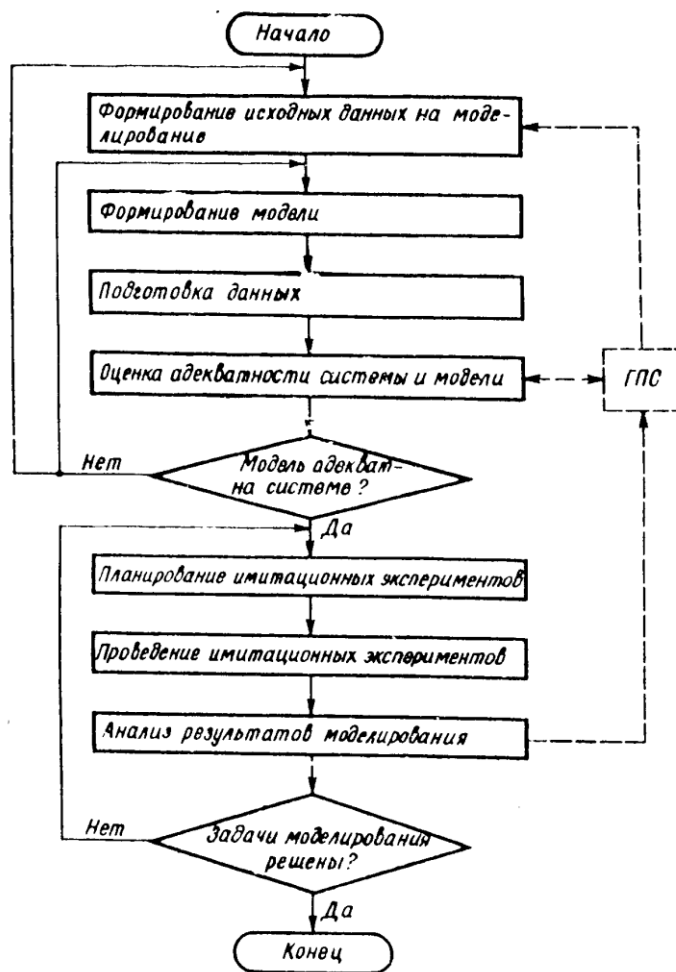 Начало
Формирование исходных данных на моде-
лирование
Формирование модели
Подготовка данных
Оценка адекватности системы и модели
ГПС
Нет
Модель адекват-
на системе?
Да
Планирование имитационных экспериментов
Проведение имитационных экспериментов
Анализ результатов моделирования
Нет
Задачи моделирования
решены?
Да
Конец